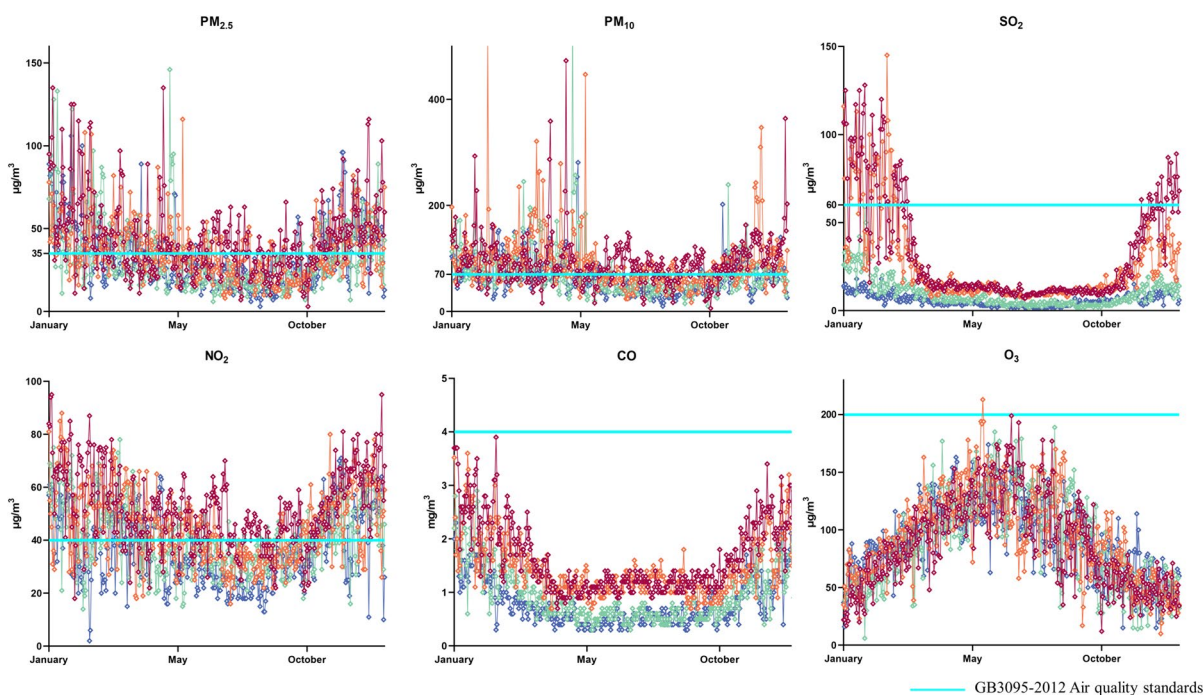 PM2.5
PM10
SO2
150
100
50
35
0
µg/m3
January
May
October
400
200
70
0
µg/m3
January
May
October
150
100
60
50
0
µg/m3
January
May
October
NO2
CO
O3
100
80
60
40
20
0
µg/m3
January
May
October
5
4
3
2
1
0
mg/m3
January
May
October
200
150
100
50
0
µg/m3
January
May
October
GB3095-2012 Air quality standards